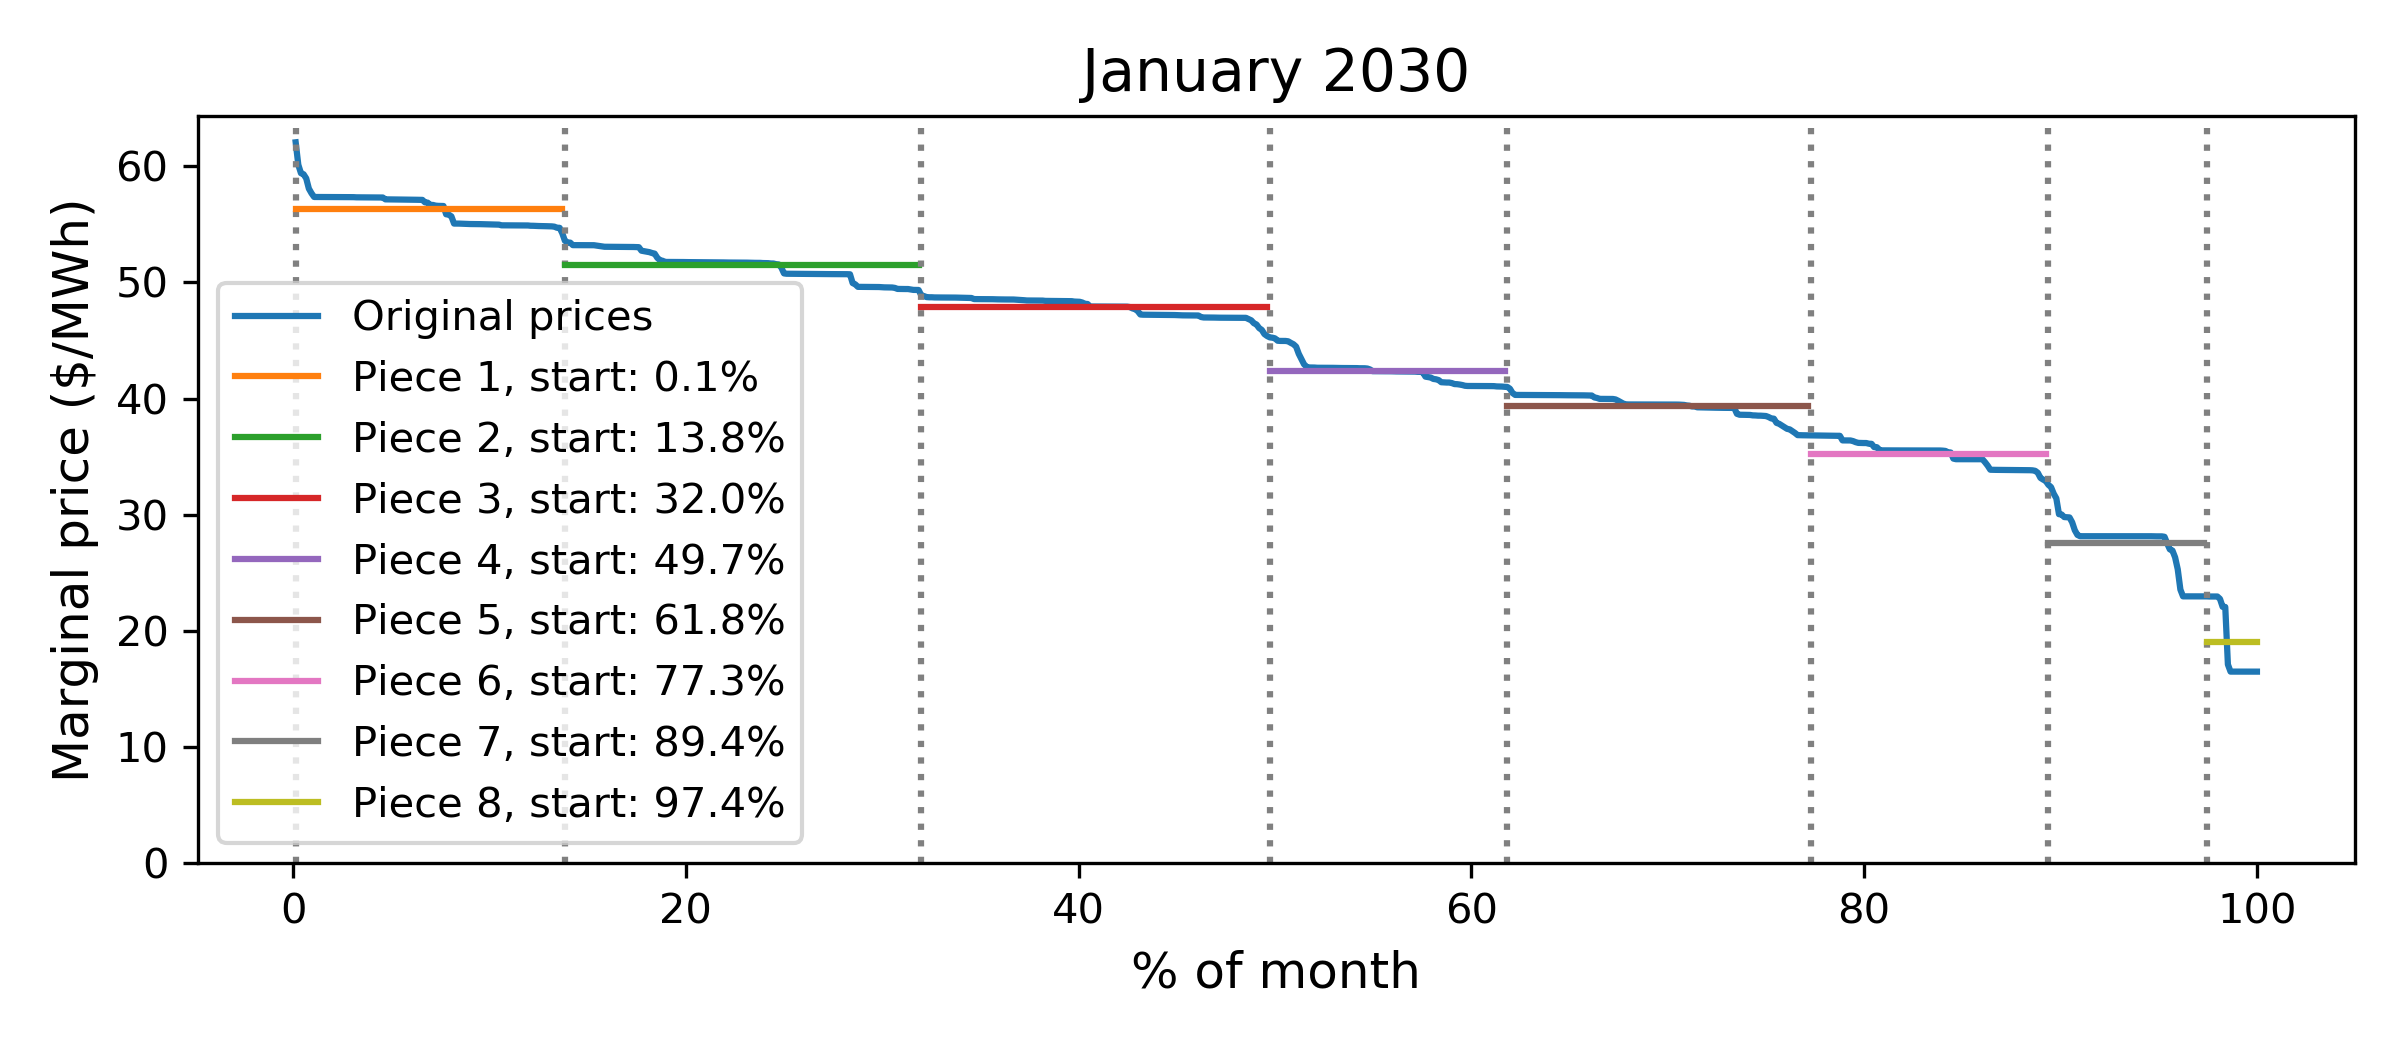 January 2030
Marginal price ($/MWh)
60
50
40
30
20
10
0
Original prices
Piece 1, start: 0.1%
Piece 2, start: 13.8%
Piece 3, start: 32.0%
Piece 4, start: 49.7%
Piece 5, start: 61.8%
Piece 6, start: 77.3%
Piece 7, start: 89.4%
Piece 8, start: 97.4%
0 20 40 60 80 100
% of month